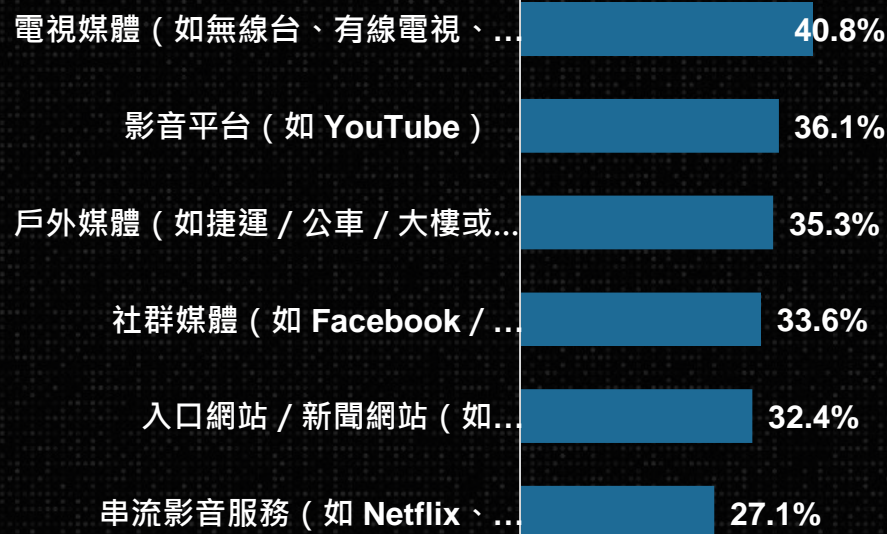 電視媒體（如無線台、有線電視、... 40.8%
影音平台（如 YouTube） 36.1%
戶外媒體（如捷運／公車／大樓或... 35.3%
社群媒體（如 Facebook／... 33.6%
入口網站／新聞網站（如... 32.4%
串流影音服務（如 Netflix、... 27.1%